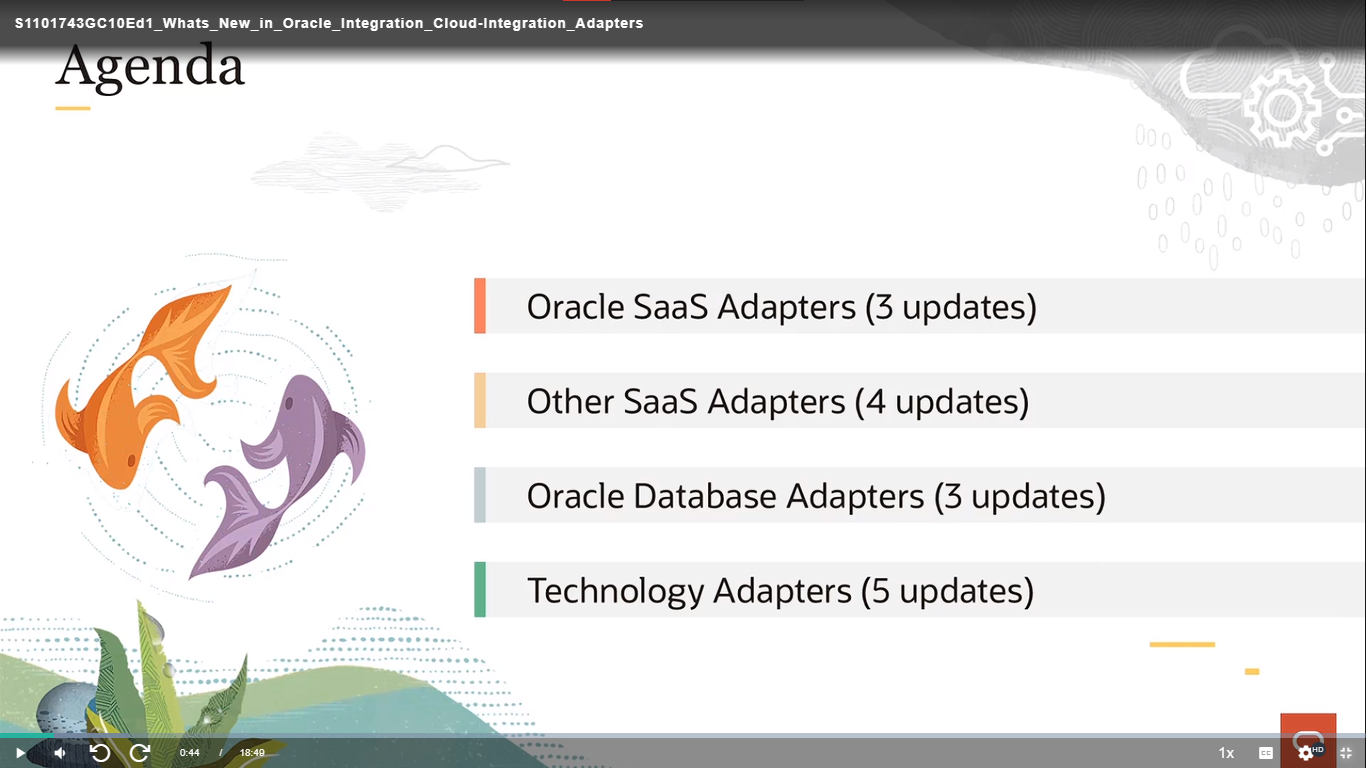 S1101743GC10Ed1_Whats_New_in_Oracle_Integration_Cloud-Integration_Adapters
Agenda
Oracle SaaS Adapters (3 updates)
Other SaaS Adapters (4 updates)
Oracle Database Adapters (3 updates)
Technology Adapters (5 updates)
0:44 / 18:49
1x
CC
HD